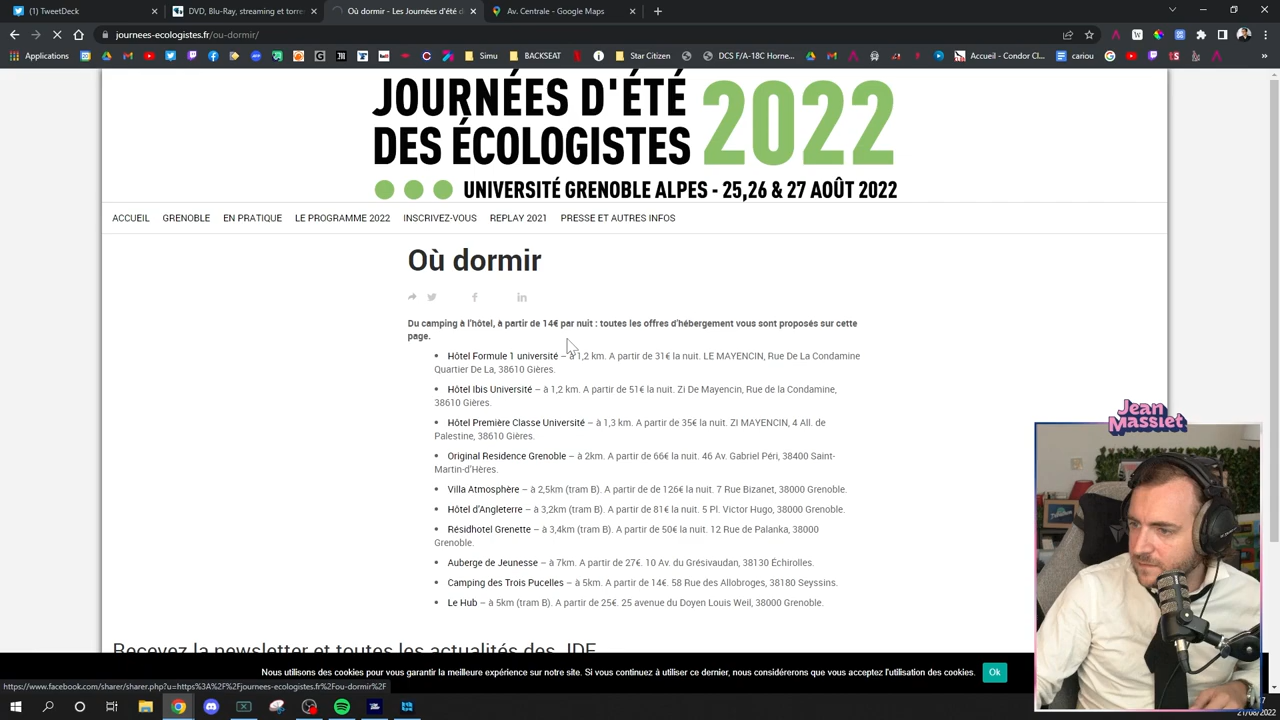 (1) TweetDeck
DVD, Blu-Ray, streaming et torre
Où dormir - Les Journées d'été d
Av. de Paris - Google Maps
journees-ecologistes.fr/ou-dormir/
Applications
Simu
BACKSEAT
Star Citizen
DCS F/A-18C Horne...
Accueil - Condor Cl...
cariou
JOURNÉES D'ÉTÉ
DES ÉCOLOGISTES
2022
UNIVERSITÉ GRENOBLE ALPES - 25,26 & 27 AOÛT 2022
ACCUEIL
GRENOBLE
EN PRATIQUE
LE PROGRAMME 2022
INSCRIVEZ-VOUS
REPLAY 2021
PRESSE ET AUTRES INFOS
Où dormir
Du camping à l'hôtel, à partir de 14€ par nuit : toutes les offres d'hébergement vous sont proposés sur cette
page.
Hôtel Formule 1 université – à 1,2 km. A partir de 31€ la nuit. LE MAYENCIN, Rue De La Condamine
Quartier De La, 38610 Gières.
Hôtel Ibis Université – à 1,2 km. A partir de 51€ la nuit. Zi De Mayencin, Rue de la Condamine,
38610 Gières.
Hôtel Première Classe Université – à 1,3 km. A partir de 35€ la nuit. ZI MAYENCIN, 4 All. de
Palestine, 38610 Gières.
Original Residence Grenoble – à 2km. A partir de 66€ la nuit. 46 Av. Gabriel Péri, 38400 Saint-
Martin-d'Hères.
Villa Atmosphère – à 2,5km (tram B). A partir de de 126€ la nuit. 7 Rue Bizanet, 38000 Grenoble.
Hôtel d'Angleterre – à 3,2km (tram B). A partir de 81€ la nuit. 5 Pl. Victor Hugo, 38000 Grenoble.
Résidhotel Grenette – à 3,4km (tram B). A partir de 50€ la nuit. 12 Rue de Palanka, 38000
Grenoble.
Auberge de Jeunesse – à 7km. A partir de 27€. 10 Av. du Grésivaudan, 38130 Échirolles.
Camping des Trois Pucelles – à 5km. A partir de 14€. 58 Rue des Allobroges, 38180 Seyssins.
Le Hub – à 5km (tram B). A partir de 25€. 25 avenue du Doyen Louis Weil, 38000 Grenoble.
Jean
Massiet
Recevez la newsletter et toutes les actualités des JDE
Nous utilisons des cookies pour vous garantir la meilleure expérience sur notre site. Si vous continuez à utiliser ce dernier, nous considérerons que vous acceptez l'utilisation des cookies.
Ok
https://www.facebook.com/sharer/sharer.php?u=https%3A%2F%2Fjournees-ecologistes.fr%2Fou-dormir%2F
21/08/2022